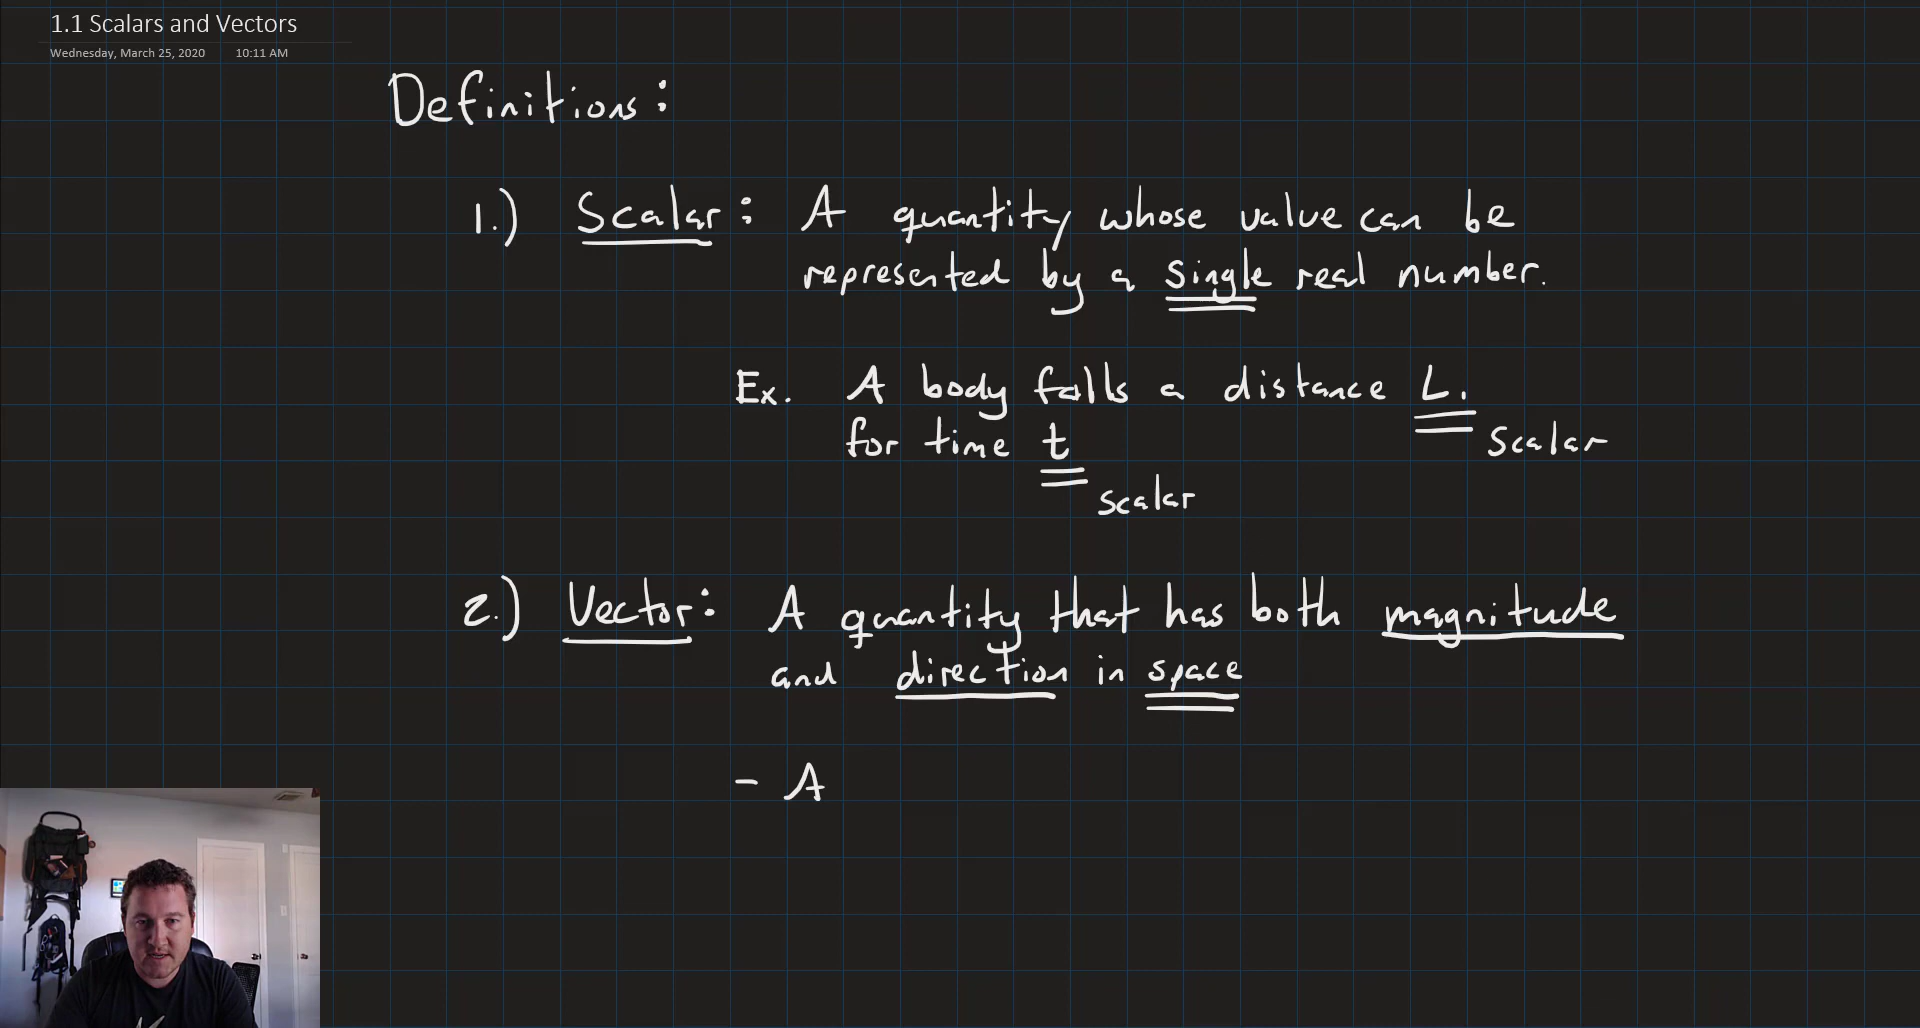 1.1 Scalars and Vectors
Wednesday, March 25, 2020 10:11 AM
Definitions:
1.) Scalar: A quantity whose value can be
represented by a single real number.
Ex. A body falls a distance L.
for time t
scalar
scalar
2.) Vector: A quantity that has both magnitude
and direction in space
- A